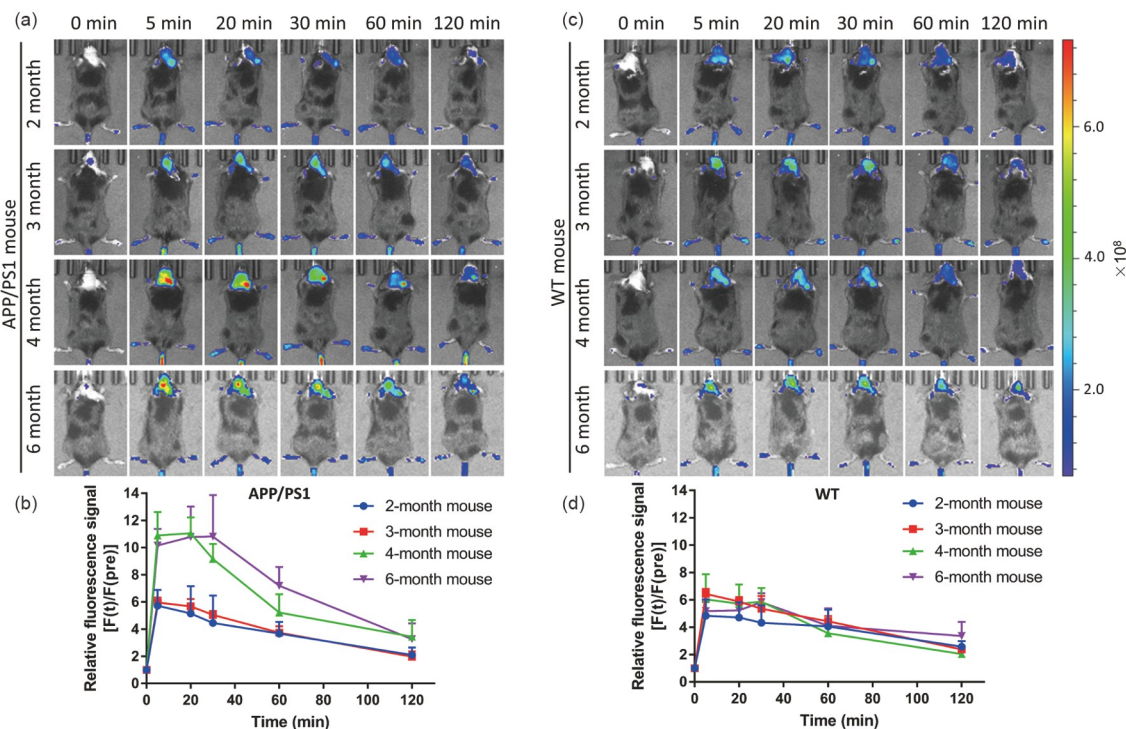 (a)
0 min 5 min 20 min 30 min 60 min 120 min
APP/PS1 mouse
2 month
3 month
4 month
6 month
(c)
0 min 5 min 20 min 30 min 60 min 120 min
WT mouse
2 month
3 month
4 month
6 month
6.0
4.0
2.0
×10⁸
(b)
APP/PS1
Relative fluorescence signal
[F(t)/F(pre)]
14
12
10
8
6
4
2
0
0 20 40 60 80 100 120
Time (min)
2-month mouse
3-month mouse
4-month mouse
6-month mouse
(d)
WT
Relative fluorescence signal
[F(t)/F(pre)]
14
12
10
8
6
4
2
0
0 20 40 60 80 100 120
Time (min)
2-month mouse
3-month mouse
4-month mouse
6-month mouse